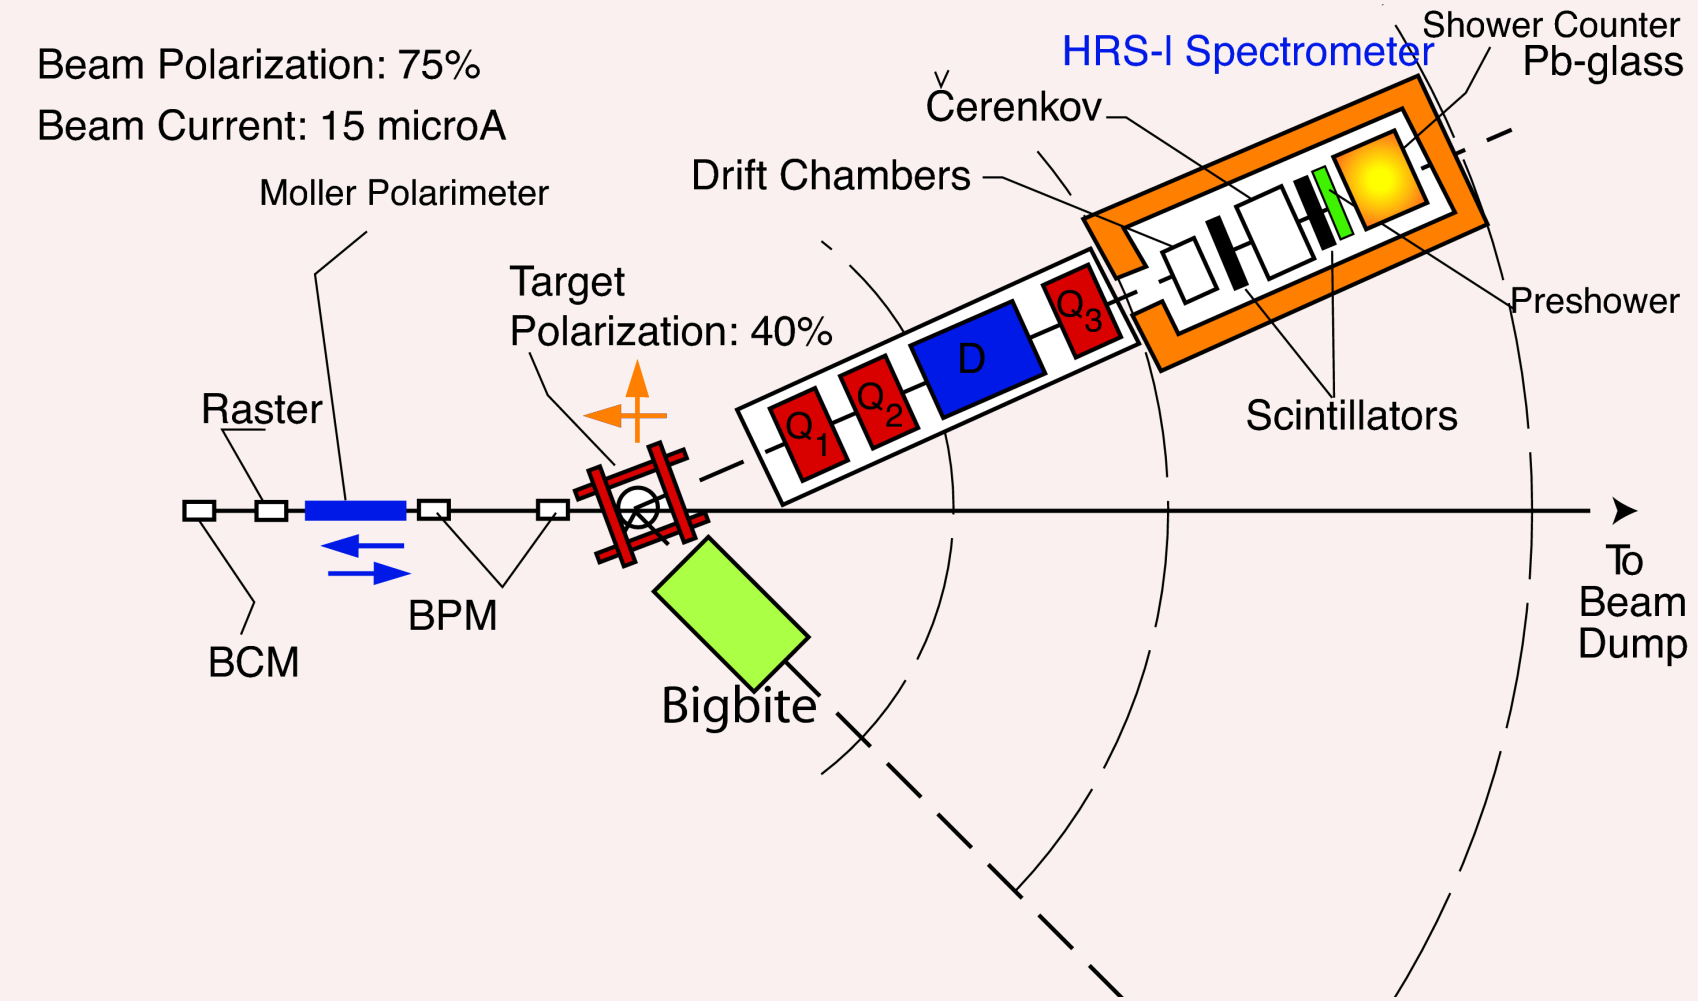 Beam Polarization: 75%
Beam Current: 15 microA
Moller Polarimeter
Raster
Target
Polarization: 40%
Drift Chambers
Čerenkov
HRS-l Spectrometer
Shower Counter
Pb-glass
Preshower
Scintillators
Q1
Q2
D
Q3
BCM
BPM
Bigbite
To
Beam
Dump